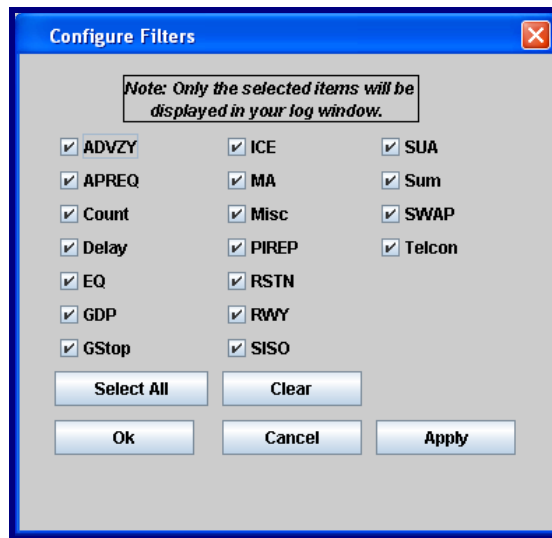 Configure Filters
Note: Only the selected items will be
displayed in your log window.
ADVZY ICE SUA
APREQ MA Sum
Count Misc SWAP
Delay PIREP Telcon
EQ RSTN
GDP RWY
GStop SISO
Select All Clear
Ok Cancel Apply